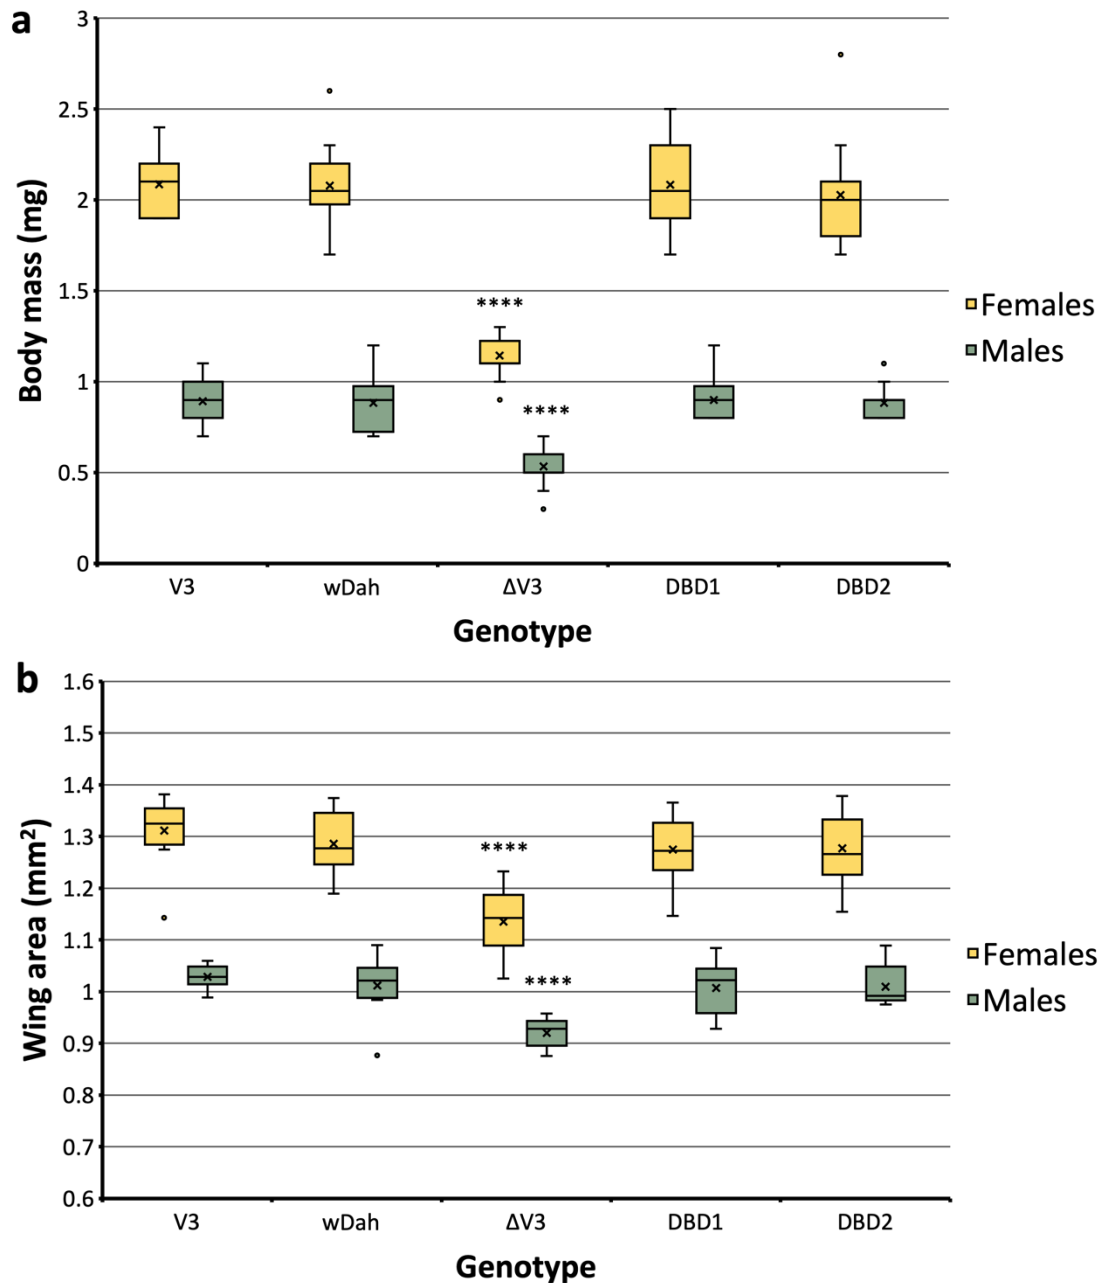 a
3
2.5
2
1.5
1
0.5
0
Body mass (mg)
****
****
Females
Males
V3 wDah ΔV3 DBD1 DBD2
Genotype
b
1.6
1.5
1.4
1.3
1.2
1.1
1
0.9
0.8
0.7
0.6
Wing area (mm²)
****
****
Females
Males
V3 wDah ΔV3 DBD1 DBD2
Genotype